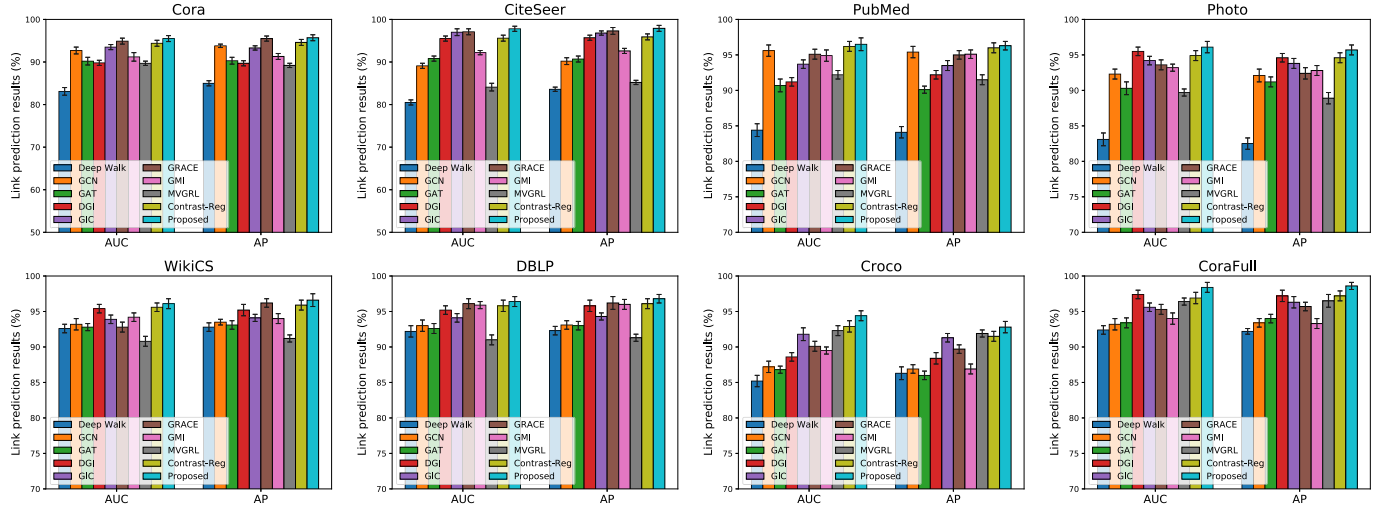 Cora
Link prediction results (%)
100
90
80
70
60
50
Deep Walk
GCN
GAT
DGI
GIC
GRACE
GMI
MVGRL
Contrast-Reg
Proposed
AUC
AP
CiteSeer
Link prediction results (%)
100
90
80
70
60
50
Deep Walk
GCN
GAT
DGI
GIC
GRACE
GMI
MVGRL
Contrast-Reg
Proposed
AUC
AP
PubMed
Link prediction results (%)
100
95
90
85
80
75
70
Deep Walk
GCN
GAT
DGI
GIC
GRACE
GMI
MVGRL
Contrast-Reg
Proposed
AUC
AP
Photo
Link prediction results (%)
100
95
90
85
80
75
70
Deep Walk
GCN
GAT
DGI
GIC
GRACE
GMI
MVGRL
Contrast-Reg
Proposed
AUC
AP
WikiCS
Link prediction results (%)
100
95
90
85
80
75
70
Deep Walk
GCN
GAT
DGI
GIC
GRACE
GMI
MVGRL
Contrast-Reg
Proposed
AUC
AP
DBLP
Link prediction results (%)
100
95
90
85
80
75
70
Deep Walk
GCN
GAT
DGI
GIC
GRACE
GMI
MVGRL
Contrast-Reg
Proposed
AUC
AP
Croco
Link prediction results (%)
100
95
90
85
80
75
70
Deep Walk
GCN
GAT
DGI
GIC
GRACE
GMI
MVGRL
Contrast-Reg
Proposed
AUC
AP
CoraFull
Link prediction results (%)
100
95
90
85
80
75
70
Deep Walk
GCN
GAT
DGI
GIC
GRACE
GMI
MVGRL
Contrast-Reg
Proposed
AUC
AP